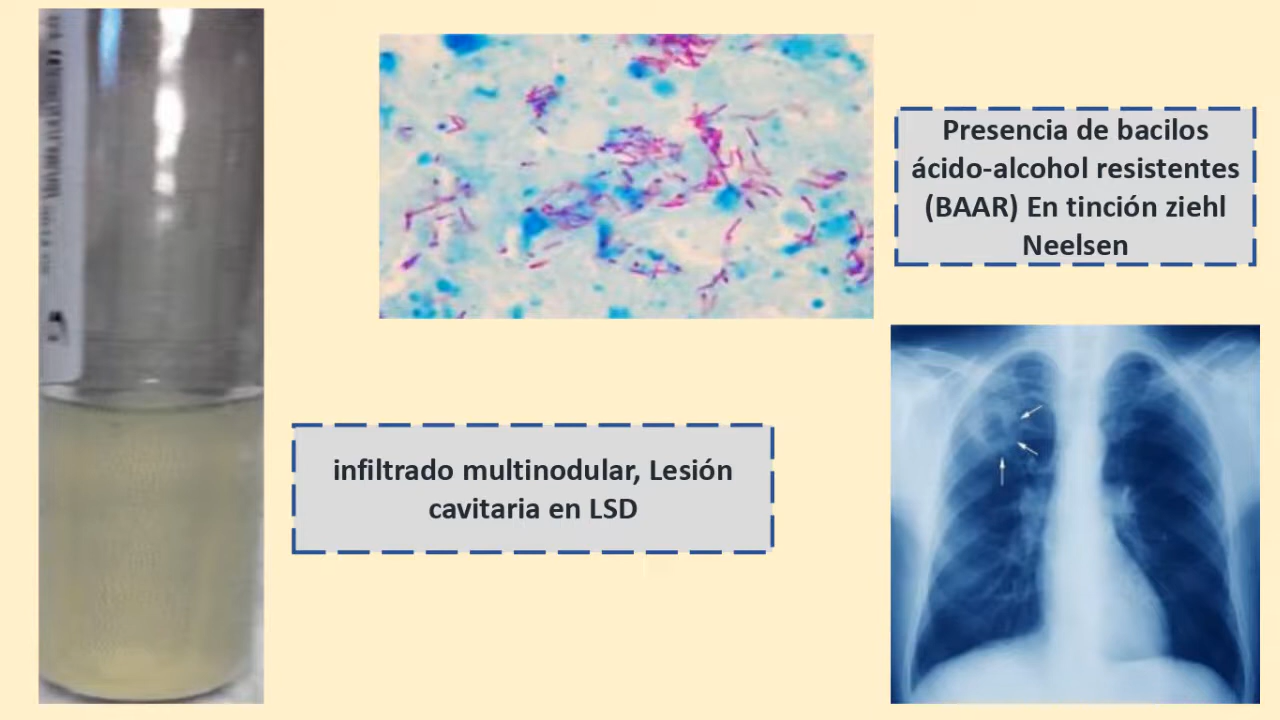 Presencia de bacilos
ácido-alcohol resistentes
(BAAR) En tinción ziehl
Neelsen
infiltrado multinodular, Lesión
cavitaria en LSD